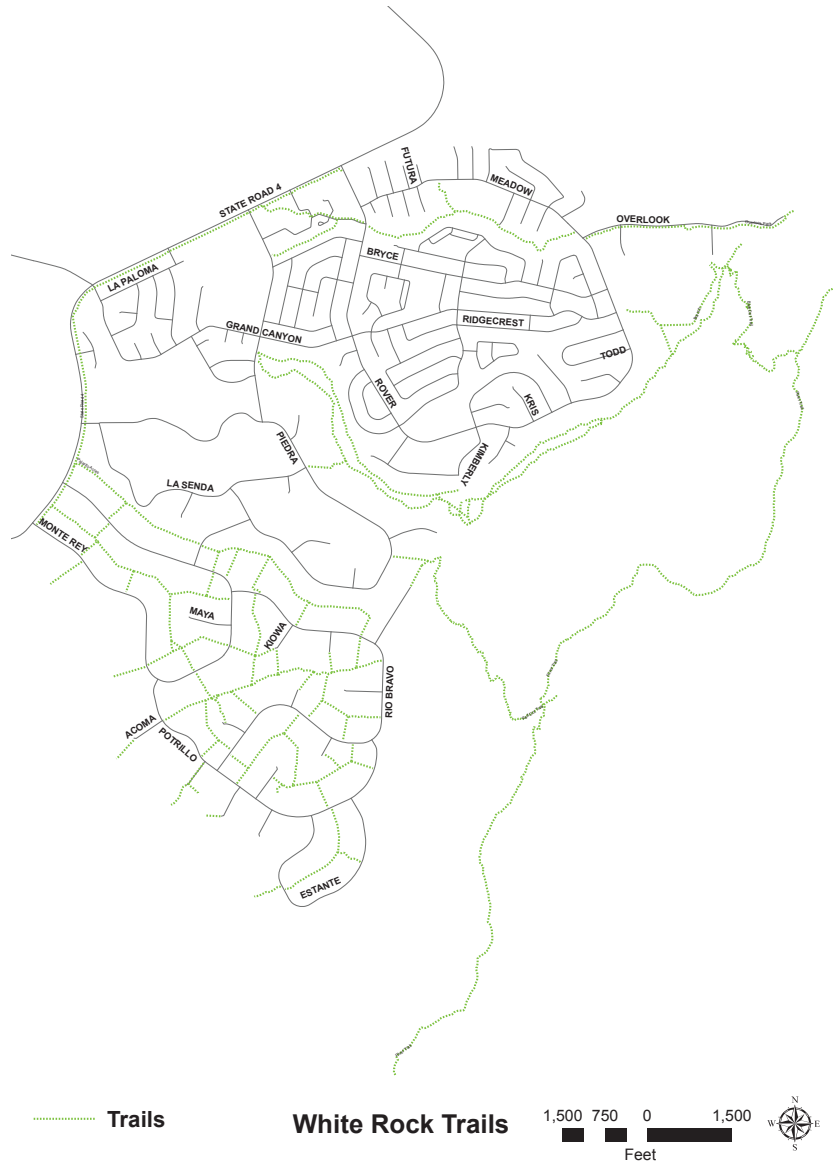 FUTURA
MEADOW
STATE ROAD 4
OVERLOOK
BRYCE
LA PALOMA
RIDGECREST
GRAND CANYON
TODD
ROVER
KRIS
PIEDRA
KIMBERLY
LA SENDA
MONTE REY
MAYA
KIOWA
RIO BRAVO
ACOMA
POTRILLO
ESTANTE
Trails
White Rock Trails
1,500 750 0 1,500
Feet
N
W E
S